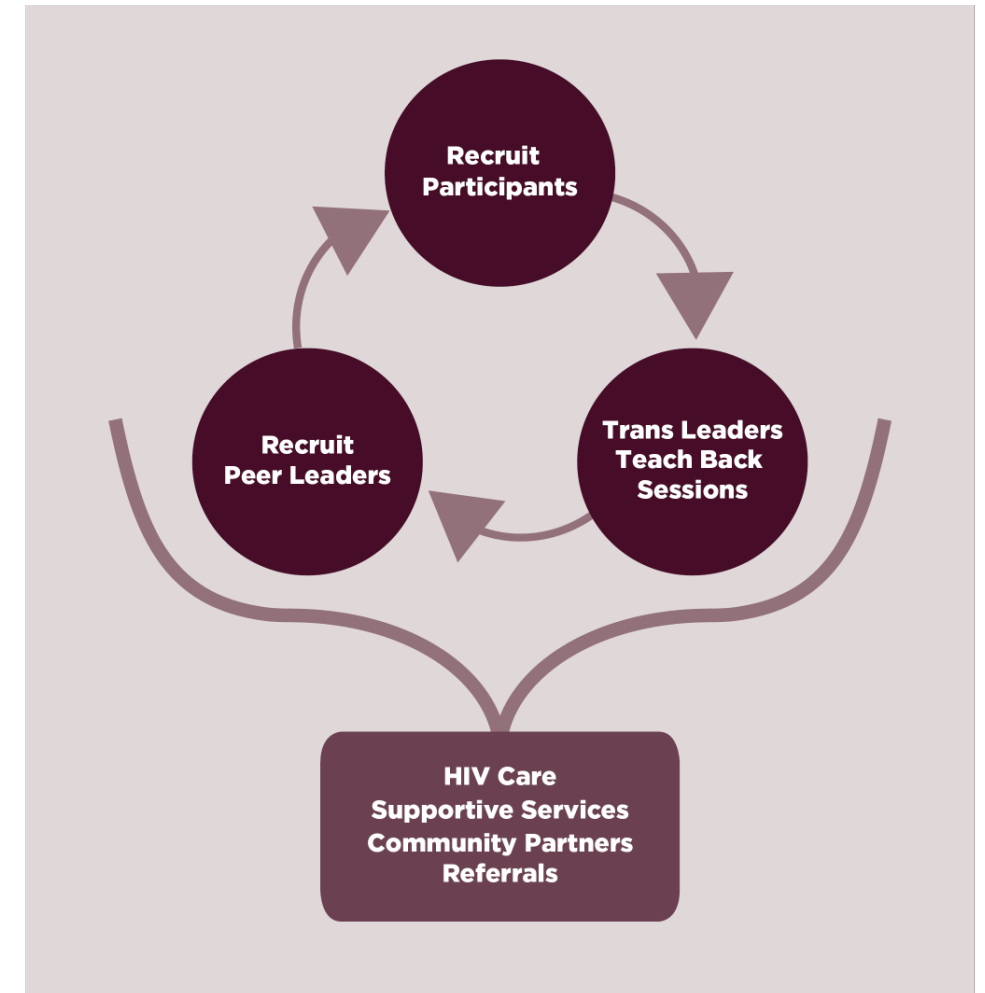 Recruit
Participants
Trans Leaders
Teach Back
Sessions
Recruit
Peer Leaders
HIV Care
Supportive Services
Community Partners
Referrals